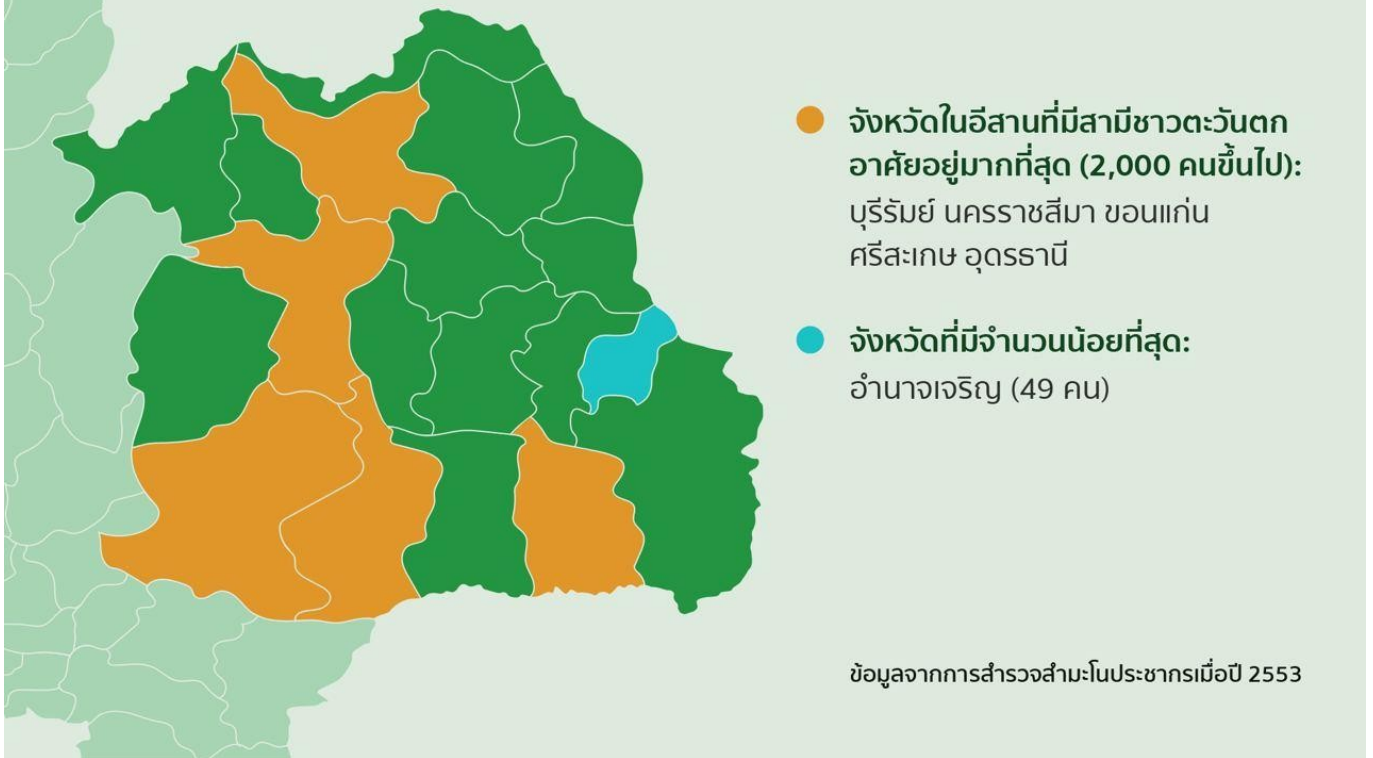 จังหวัดในอีสานที่มีสามีชาวตะวันตก
อาศัยอยู่มากที่สุด (2,000 คนขึ้นไป):
บุรีรัมย์ นครราชสีมา ขอนแก่น
ศรีสะเกษ อุดรธานี
จังหวัดที่มีจำนวนน้อยที่สุด:
อำนาจเจริญ (49 คน)
ข้อมูลจากการสำรวจสำมะโนประชากรเมื่อปี 2553